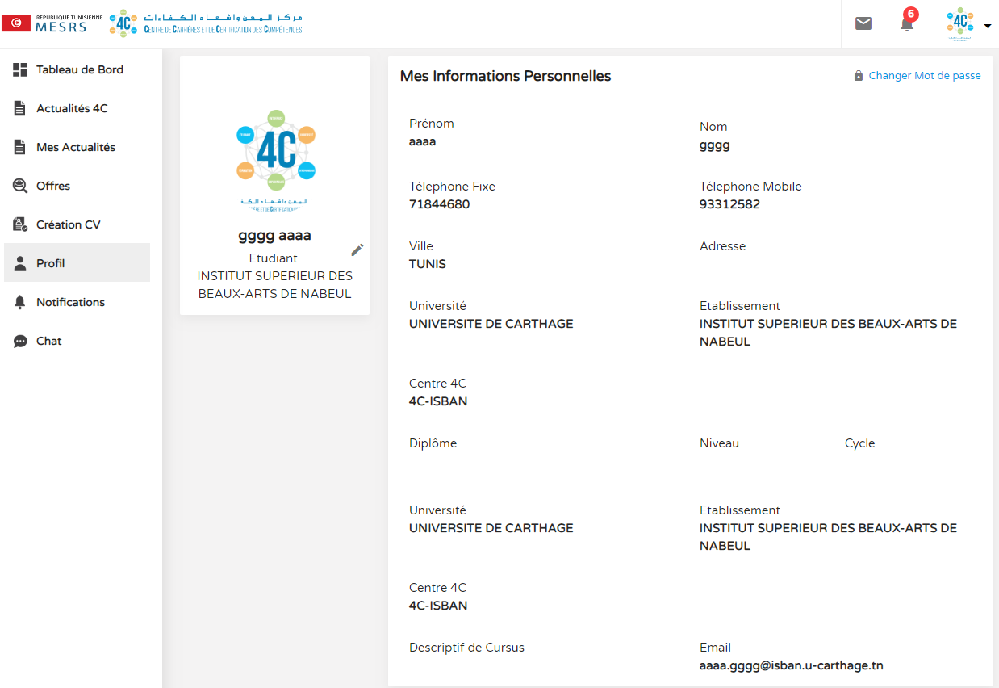 REPUBLIQUE TUNISIENNE
MESRS
4C
مركز المهن وإشهاد الكفاءات
CENTRE DE CARRIÈRES ET DE CERTIFICATION DES COMPÉTENCES
6
4C
Tableau de Bord
Actualités 4C
Mes Actualités
Offres
Création CV
Profil
Notifications
Chat
4C
gggg aaaa
Etudiant
INSTITUT SUPERIEUR DES
BEAUX-ARTS DE NABEUL
Mes Informations Personnelles
Changer Mot de passe
Prénom
aaaa
Nom
gggg
Télephone Fixe
71844680
Télephone Mobile
93312582
Ville
TUNIS
Adresse
Université
UNIVERSITE DE CARTHAGE
Etablissement
INSTITUT SUPERIEUR DES BEAUX-ARTS DE
NABEUL
Centre 4C
4C-ISBAN
Diplôme
Niveau
Cycle
Université
UNIVERSITE DE CARTHAGE
Etablissement
INSTITUT SUPERIEUR DES BEAUX-ARTS DE
NABEUL
Centre 4C
4C-ISBAN
Descriptif de Cursus
Email
aaaa.gggg@isban.u-carthage.tn